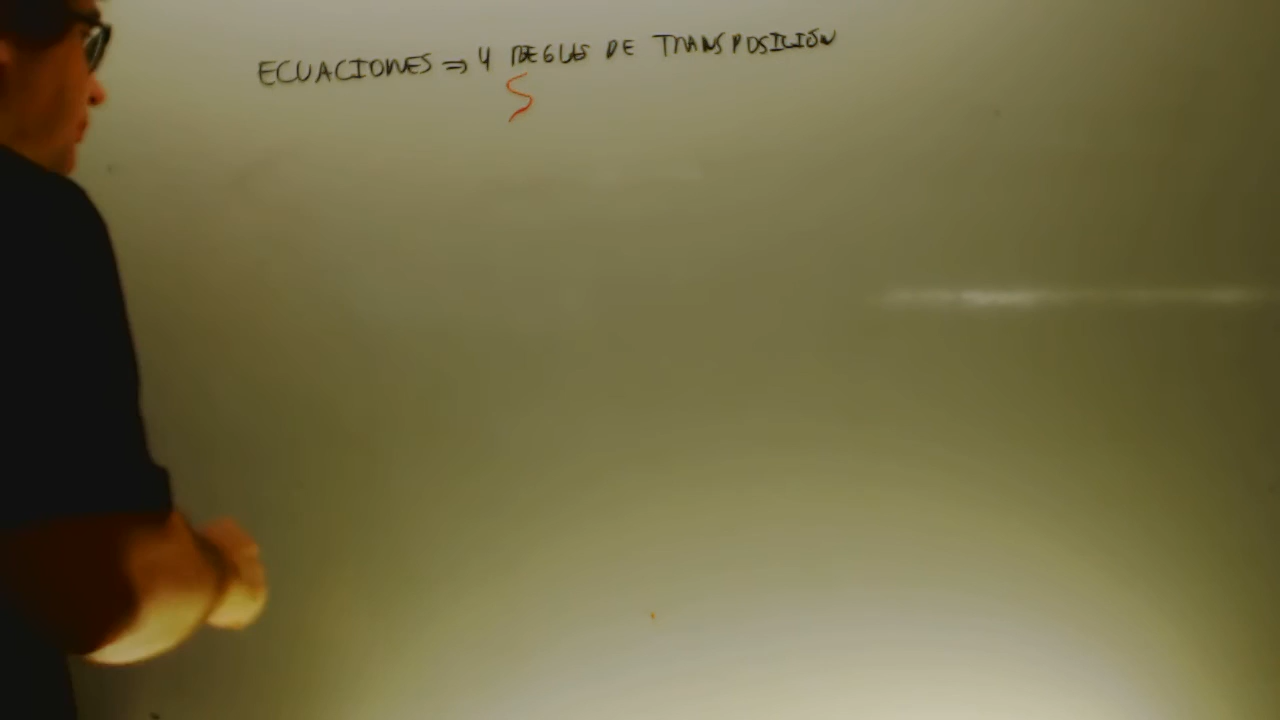 ECUACIONES ⇒ 4 REGLAS DE TRANSPOSICIÓN